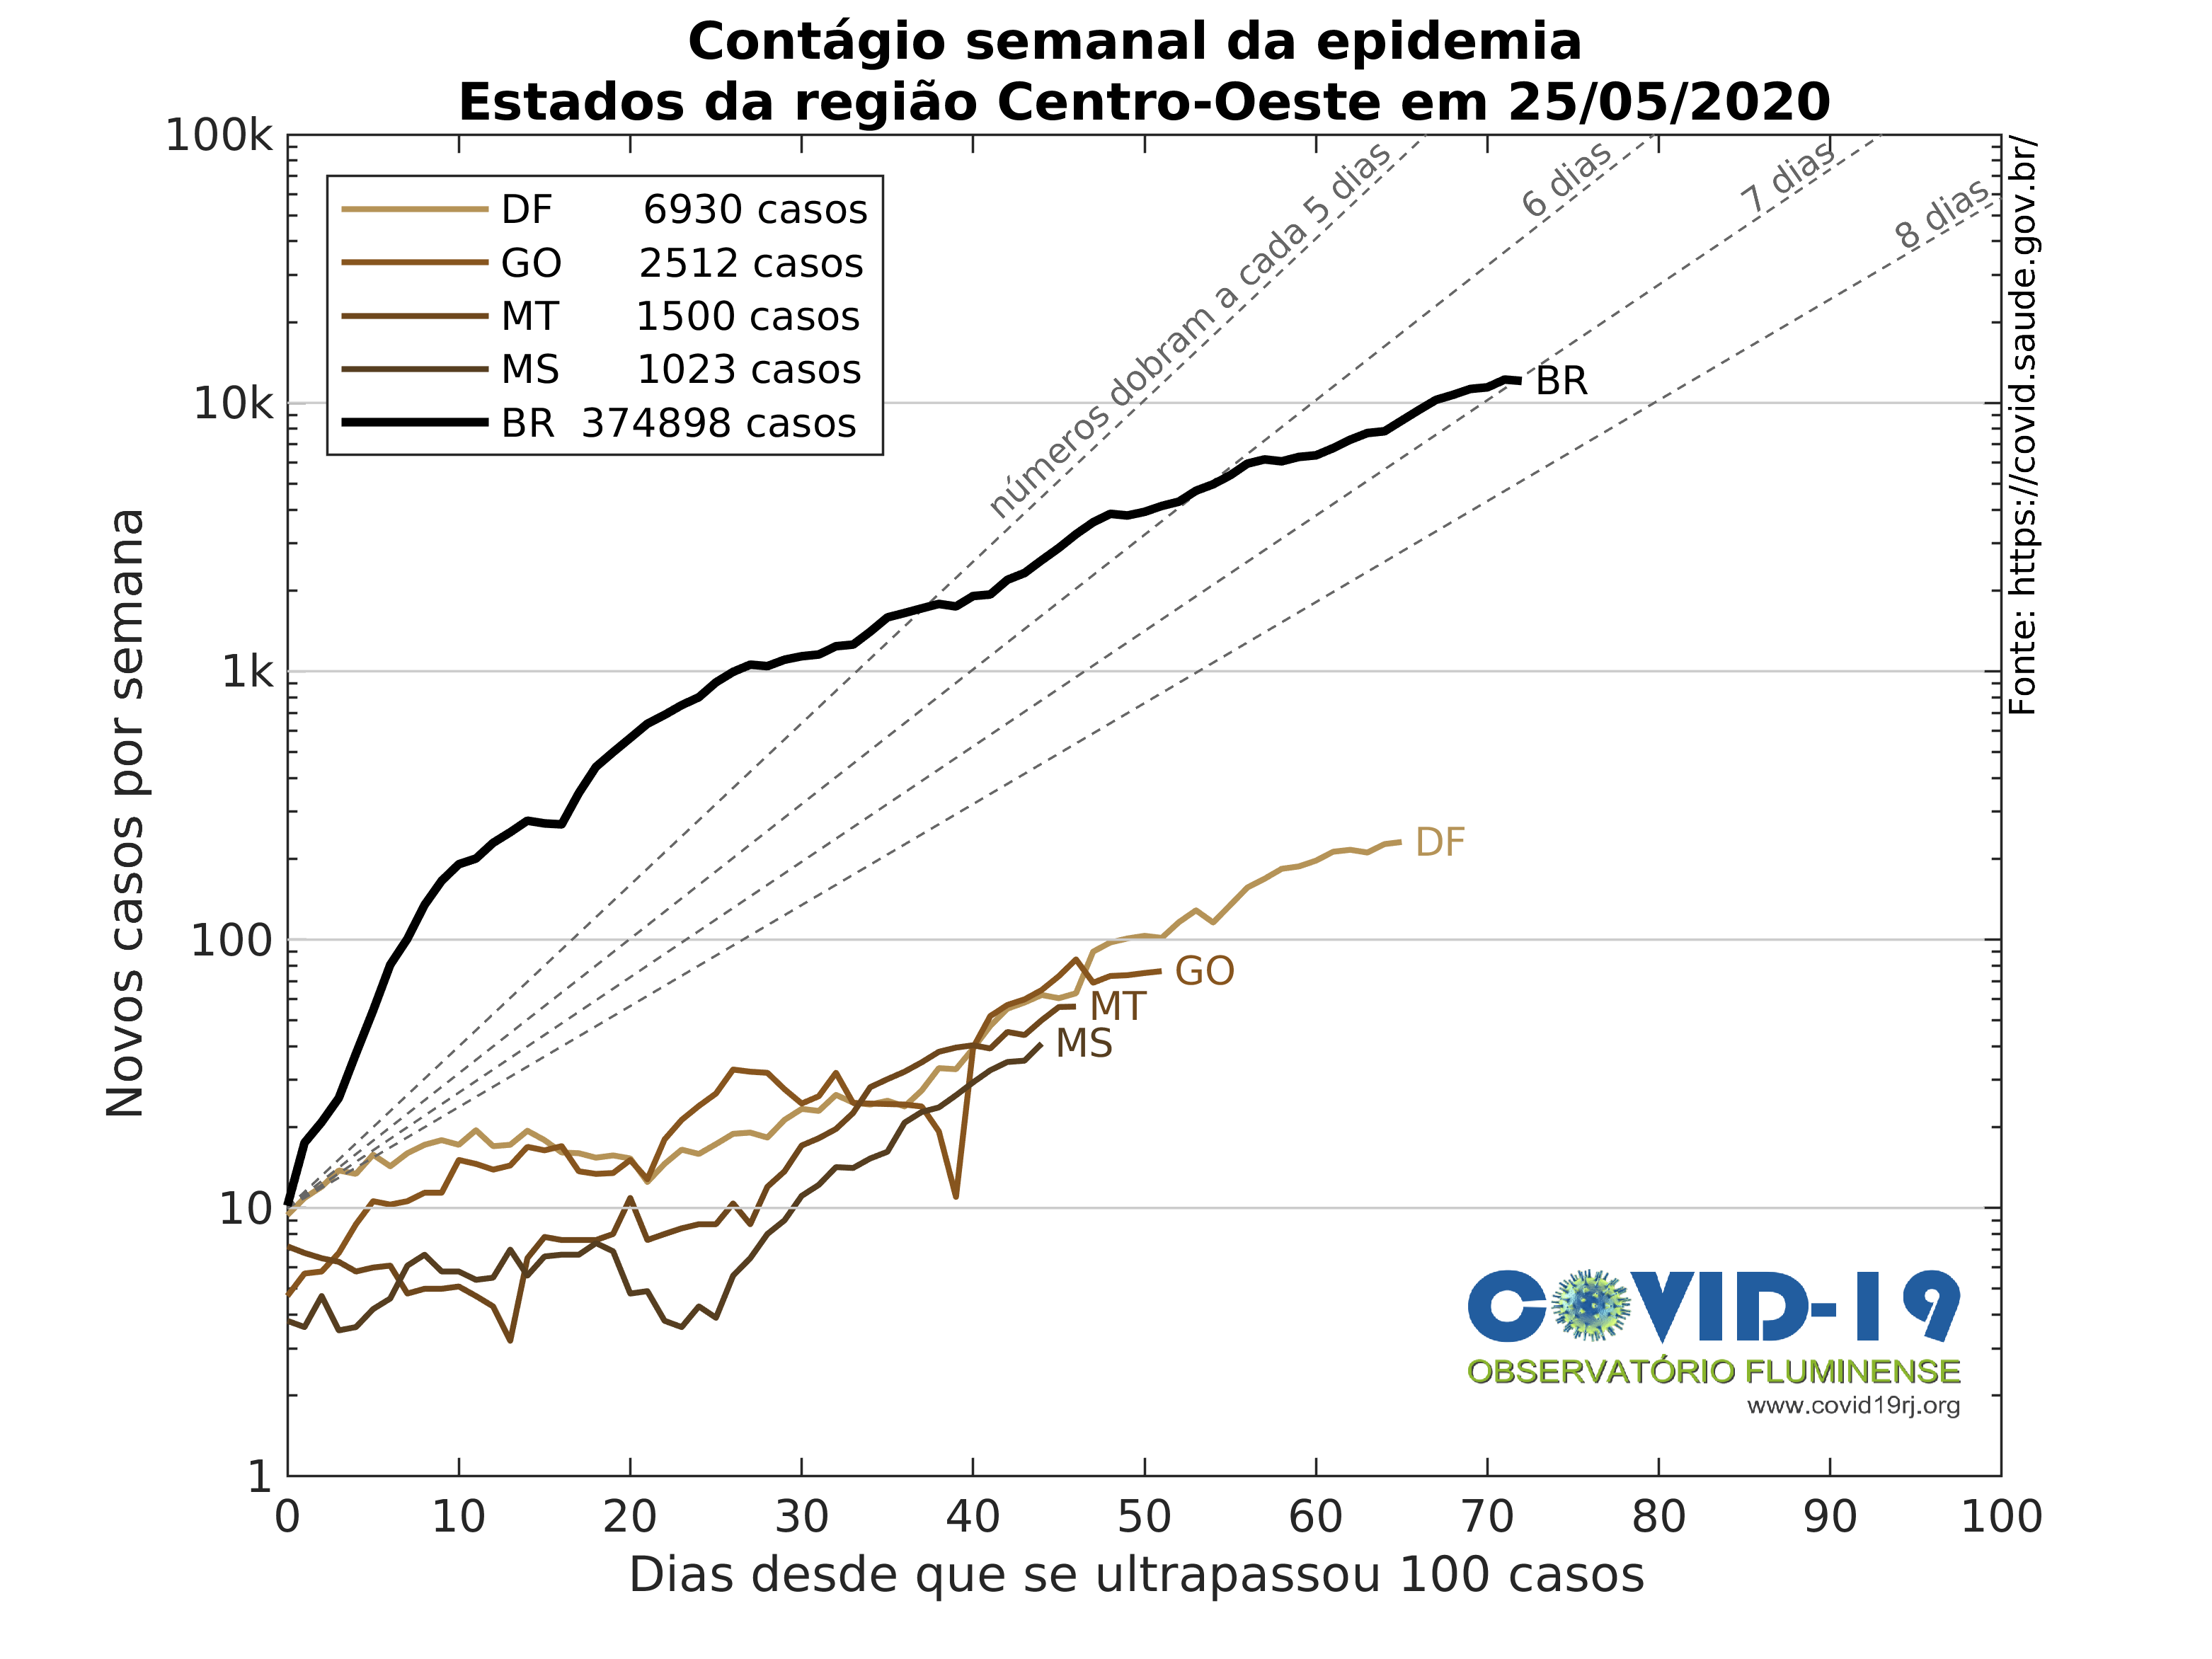 Contágio semanal da epidemia
Estados da região Centro-Oeste em 25/05/2020
100k
10k
1k
100
10
1
Novos casos por semana
DF 6930 casos
GO 2512 casos
MT 1500 casos
MS 1023 casos
BR 374898 casos
números dobram a cada 5 dias
6 dias
7 dias
8 dias
BR
DF
GO
MT
MS
Fonte: https://covid.saude.gov.br/
COVID-19
OBSERVATÓRIO FLUMINENSE
www.covid19rj.org
0 10 20 30 40 50 60 70 80 90 100
Dias desde que se ultrapassou 100 casos